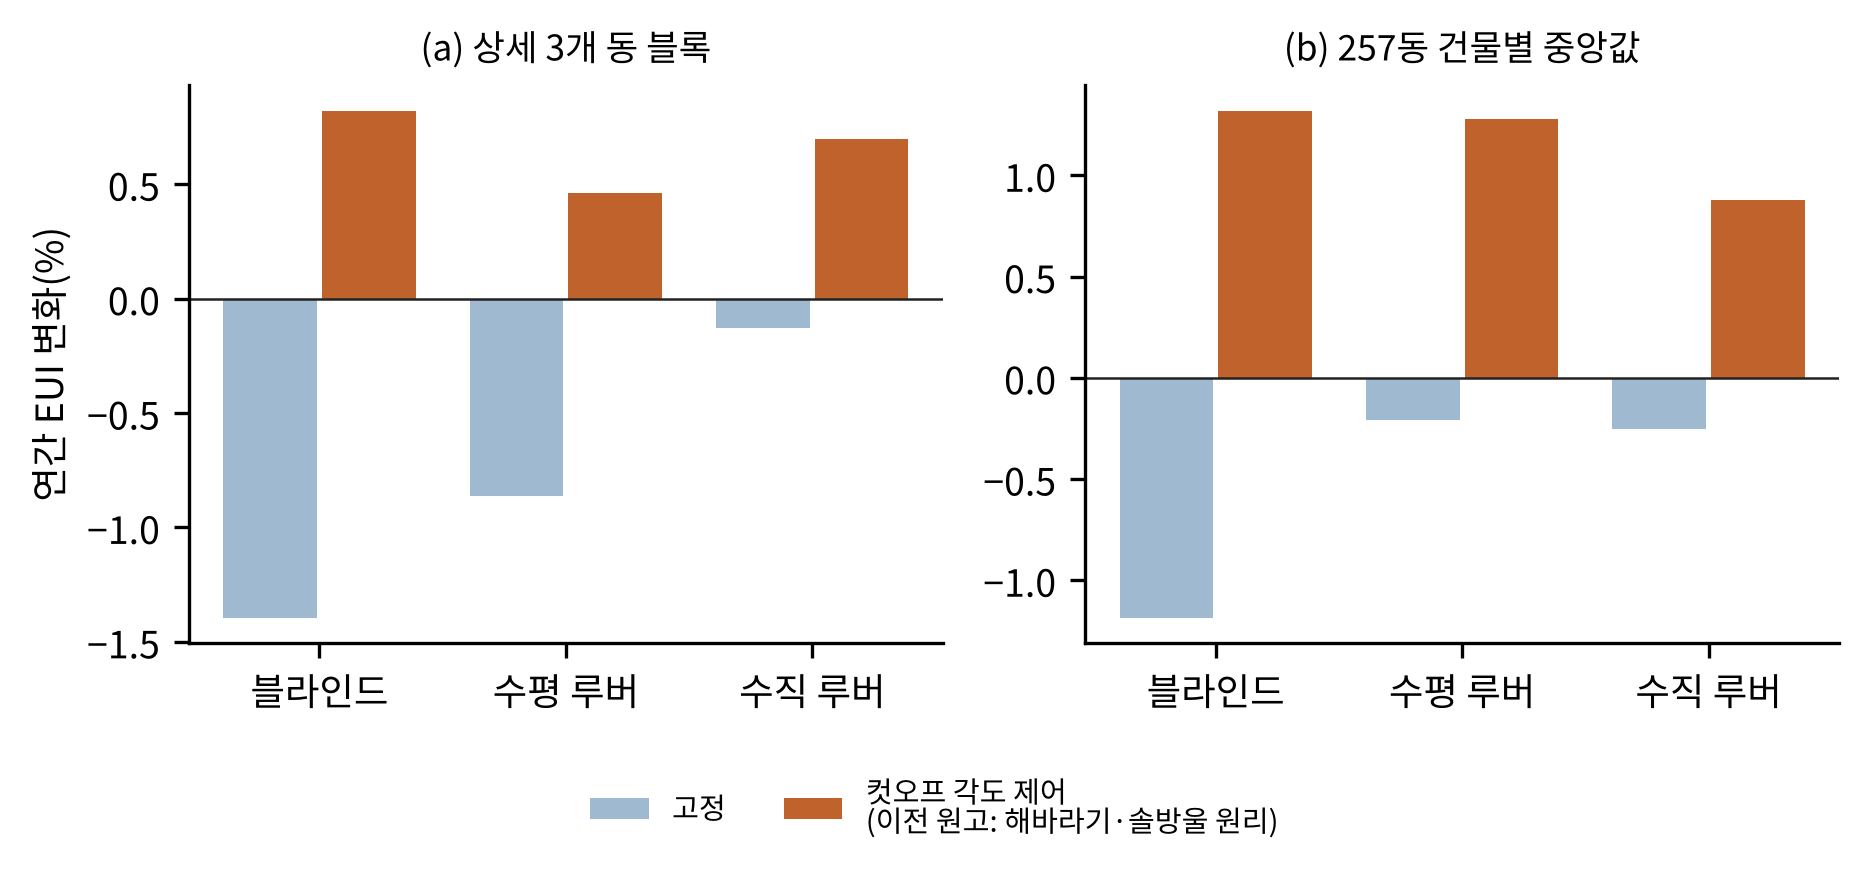 (a) 상세 3개 동 블록
연간 EUI 변화(%)
0.5
0.0
−0.5
−1.0
−1.5
블라인드 수평 루버 수직 루버
(b) 257동 건물별 중앙값
1.0
0.5
0.0
−0.5
−1.0
블라인드 수평 루버 수직 루버
고정
컷오프 각도 제어
(이전 원고: 해바라기·솔방울 원리)